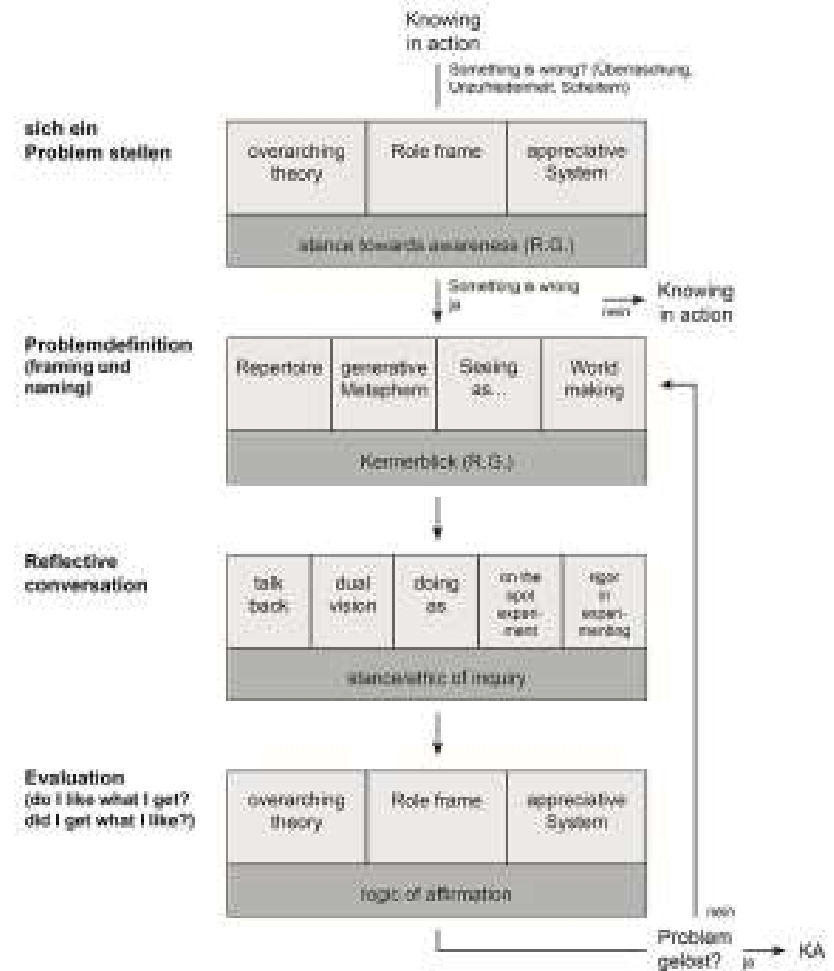 Knowing
in action
Something is wrong? (Überraschung,
Unzufriedenheit, Scheitern)
sich ein
Problem stellen
overarching
theory
Role frame
appreciative
System
stance towards awareness (R.G.)
Something is wrong
ja
nein
Knowing
in action
Problemdefinition
(framing und
naming)
Repertoire
generative
Metaphern
Seeing
as...
World
making
Kennerblick (R.G.)
Reflective
conversation
talk
back
dual
vision
doing
as
on the
spot
experi-
ment
rigor
in
experi-
menting
stance/ethic of inquiry
Evaluation
(do I like what I get?
did I get what I like?)
overarching
theory
Role frame
appreciative
System
logic of affirmation
nein
Problem
gelöst?
ja
KA